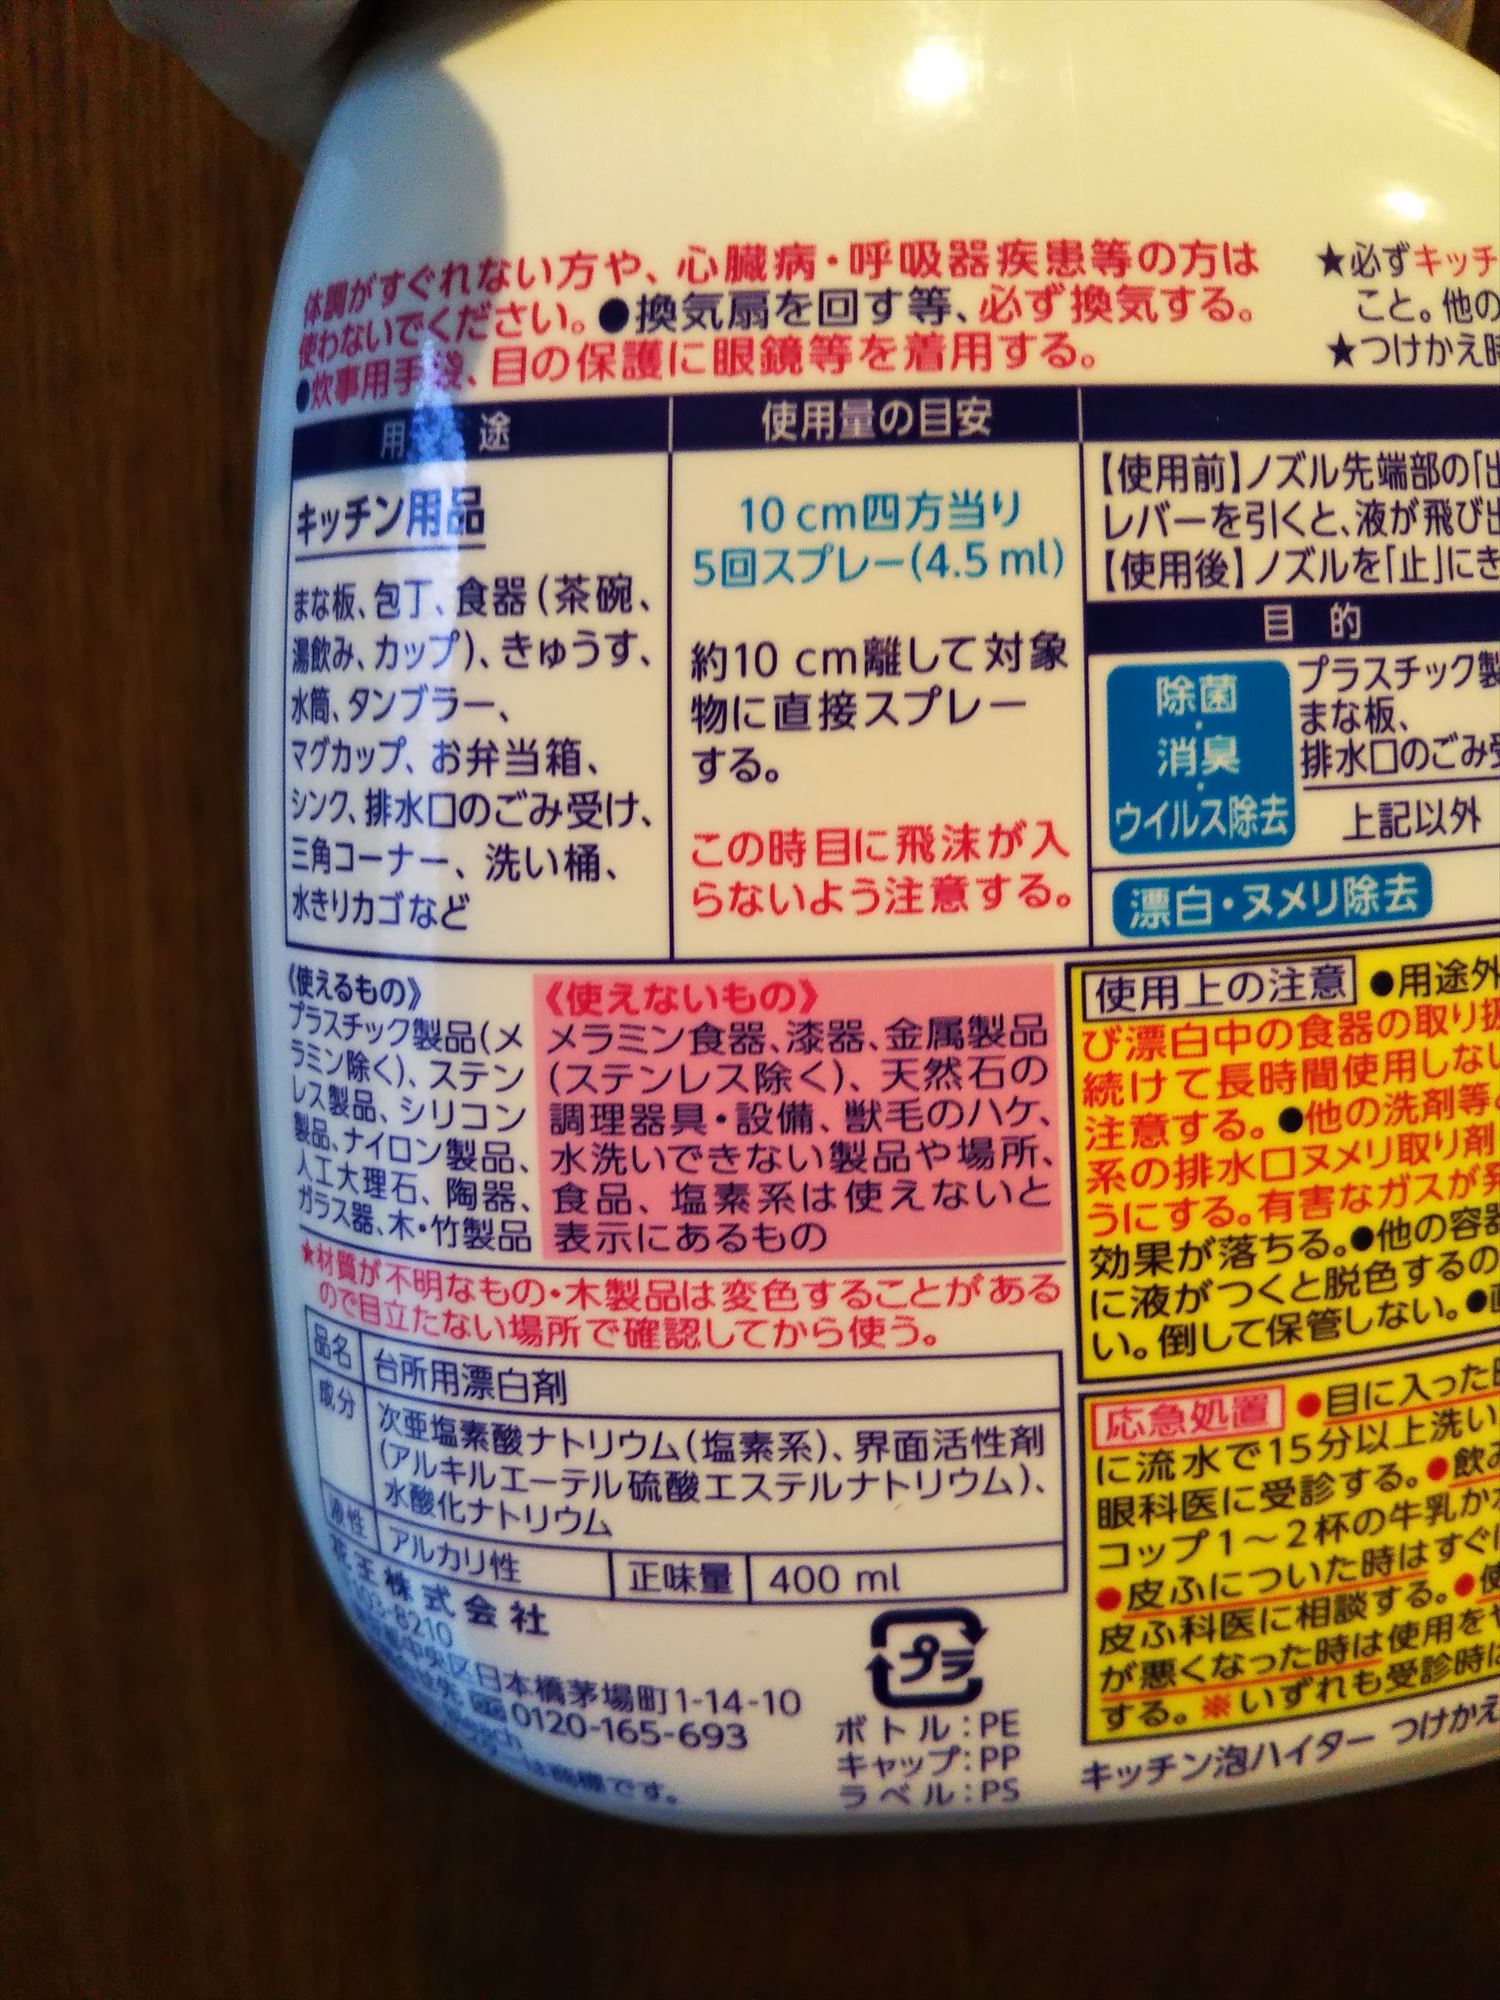 体調がすぐれない方や、心臓病・呼吸器疾患等の方は
使わないでください。●換気扇を回す等、必ず換気する。
●炊事用手袋、目の保護に眼鏡等を着用する。
★必ずキッチ
こと。他の
★つけかえ時
用途
キッチン用品
まな板、包丁、食器(茶碗、
湯飲み、カップ)、きゅうす、
水筒、タンブラー、
マグカップ、お弁当箱、
シンク、排水口のごみ受け、
三角コーナー、洗い桶、
水きりカゴなど
使用量の目安
10 cm四方当り
5回スプレー(4.5 ml)
約10 cm離して対象
物に直接スプレー
する。
この時目に飛沫が入
らないよう注意する。
【使用前】ノズル先端部の「出
レバーを引くと、液が飛び出
【使用後】ノズルを「止」にき
目的
除菌
・
消臭
・
ウイルス除去
プラスチック製
まな板、
排水口のごみ受
上記以外
漂白・ヌメリ除去
《使えるもの》
プラスチック製品(メ
ラミン除く)、ステン
レス製品、シリコン
製品、ナイロン製品、
人工大理石、陶器、
ガラス器、木・竹製品
《使えないもの》
メラミン食器、漆器、金属製品
(ステンレス除く)、天然石の
調理器具・設備、獣毛のハケ、
水洗いできない製品や場所、
食品、塩素系は使えないと
表示にあるもの
★材質が不明なもの・木製品は変色することがある
ので目立たない場所で確認してから使う。
品名 台所用漂白剤
成分 次亜塩素酸ナトリウム(塩素系)、界面活性剤
(アルキルエーテル硫酸エステルナトリウム)、
水酸化ナトリウム
液性 アルカリ性 正味量 400 ml
花王株式会社
103-8210
中央区日本橋茅場町1-14-10
0120-165-693
は商標です。
プラ
ボトル:PE
キャップ:PP
ラベル:PS
使用上の注意 ●用途外
び漂白中の食器の取り扱
続けて長時間使用しない
注意する。●他の洗剤等
系の排水口ヌメリ取り剤
うにする。有害なガスが発
効果が落ちる。●他の容器
に液がつくと脱色するの
い。倒して保管しない。●
応急処置 ●目に入った
に流水で15分以上洗い
眼科医に受診する。●飲み
コップ1～2杯の牛乳か
●皮ふについた時はすぐに
皮ふ科医に相談する。●使
が悪くなった時は使用を
する。※いずれも受診時は
キッチン泡ハイター つけかえ